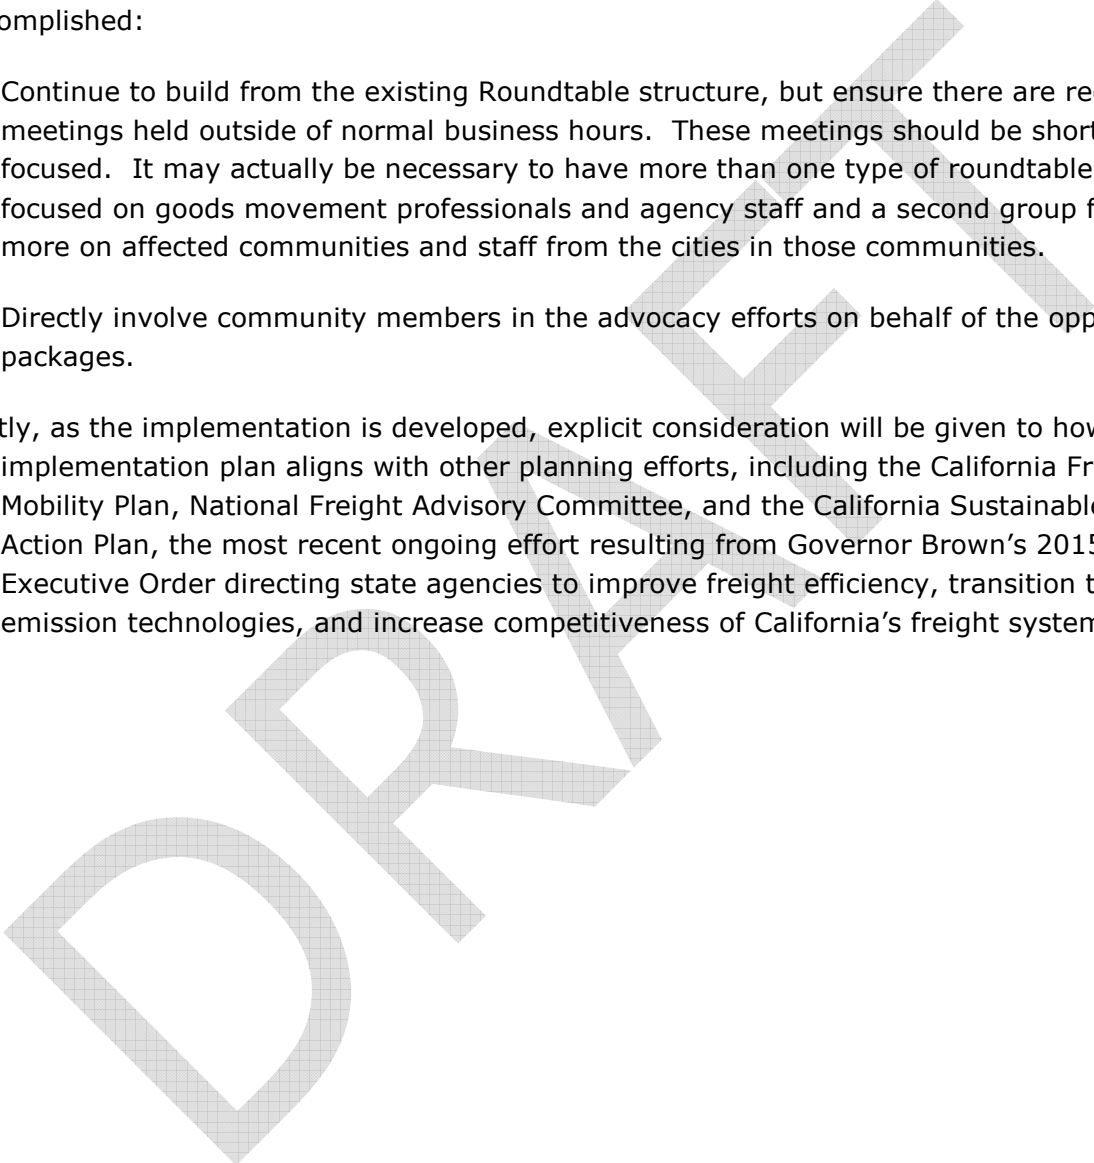 omplished:
Continue to build from the existing Roundtable structure, but ensure there are re
meetings held outside of normal business hours.  These meetings should be short
focused.  It may actually be necessary to have more than one type of roundtable
focused on goods movement professionals and agency staff and a second group f
more on affected communities and staff from the cities in those communities.
Directly involve community members in the advocacy efforts on behalf of the opp
packages.
tly, as the implementation is developed, explicit consideration will be given to how
implementation plan aligns with other planning efforts, including the California Fr
Mobility Plan, National Freight Advisory Committee, and the California Sustainable
Action Plan, the most recent ongoing effort resulting from Governor Brown’s 2015
Executive Order directing state agencies to improve freight efficiency, transition t
emission technologies, and increase competitiveness of California’s freight system
DRAFT